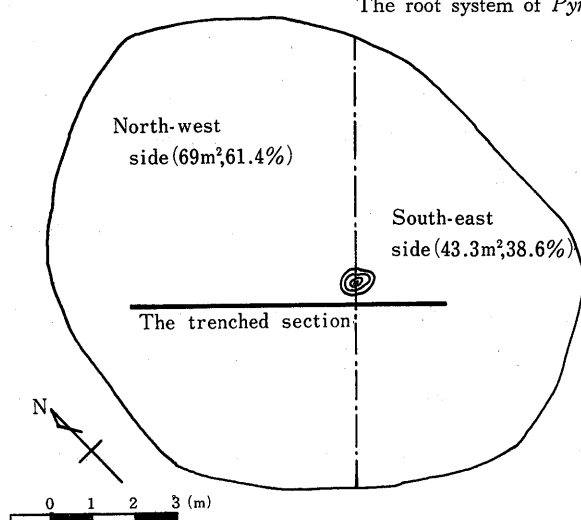 The root system of
North-west
side(69m²,61.4%)
South-east
side(43.3m²,38.6%)
The trenched section
N
0 1 2 3 (m)